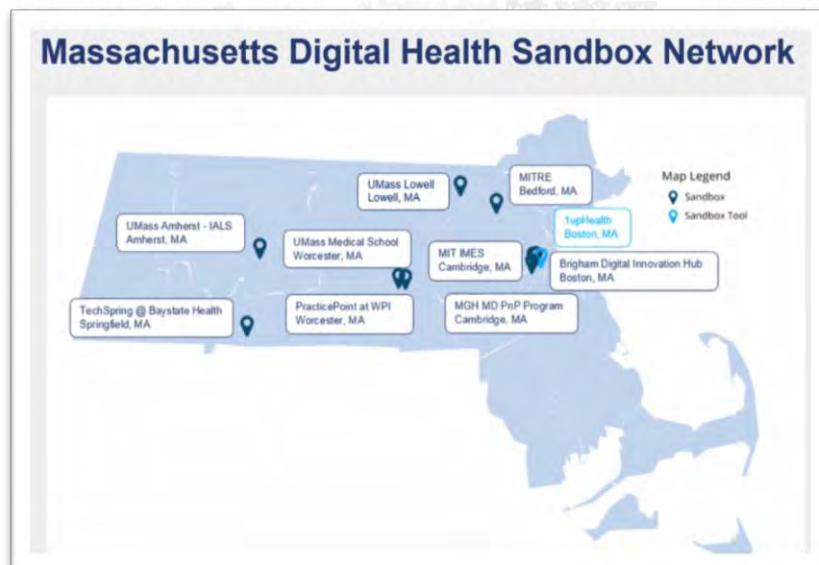 Massachusetts Digital Health Sandbox Network
UMass Lowell
Lowell, MA
MITRE
Bedford, MA
Map Legend
Sandbox
Sandbox Tool
1upHealth
Boston, MA
UMass Amherst - IALS
Amherst, MA
UMass Medical School
Worcester, MA
MIT IMES
Cambridge, MA
Brigham Digital Innovation Hub
Boston, MA
TechSpring @ Baystate Health
Springfield, MA
PracticePoint at WPI
Worcester, MA
MGH MD PnP Program
Cambridge, MA